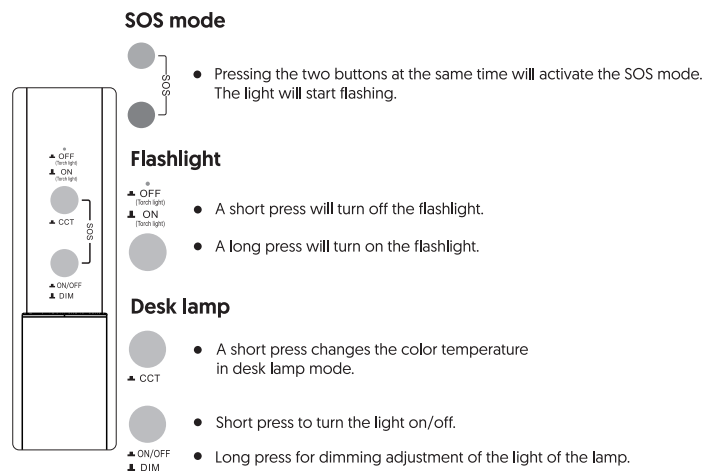 SOS mode
SOS
Pressing the two buttons at the same time will activate the SOS mode.
The light will start flashing.
OFF
(Torch light)
ON
(Torch light)
CCT
SOS
ON/OFF
DIM
Flashlight
OFF
(Torch light)
ON
(Torch light)
A short press will turn off the flashlight.
A long press will turn on the flashlight.
Desk lamp
A short press changes the color temperature
in desk lamp mode.
CCT
Short press to turn the light on/off.
ON/OFF
DIM
Long press for dimming adjustment of the light of the lamp.